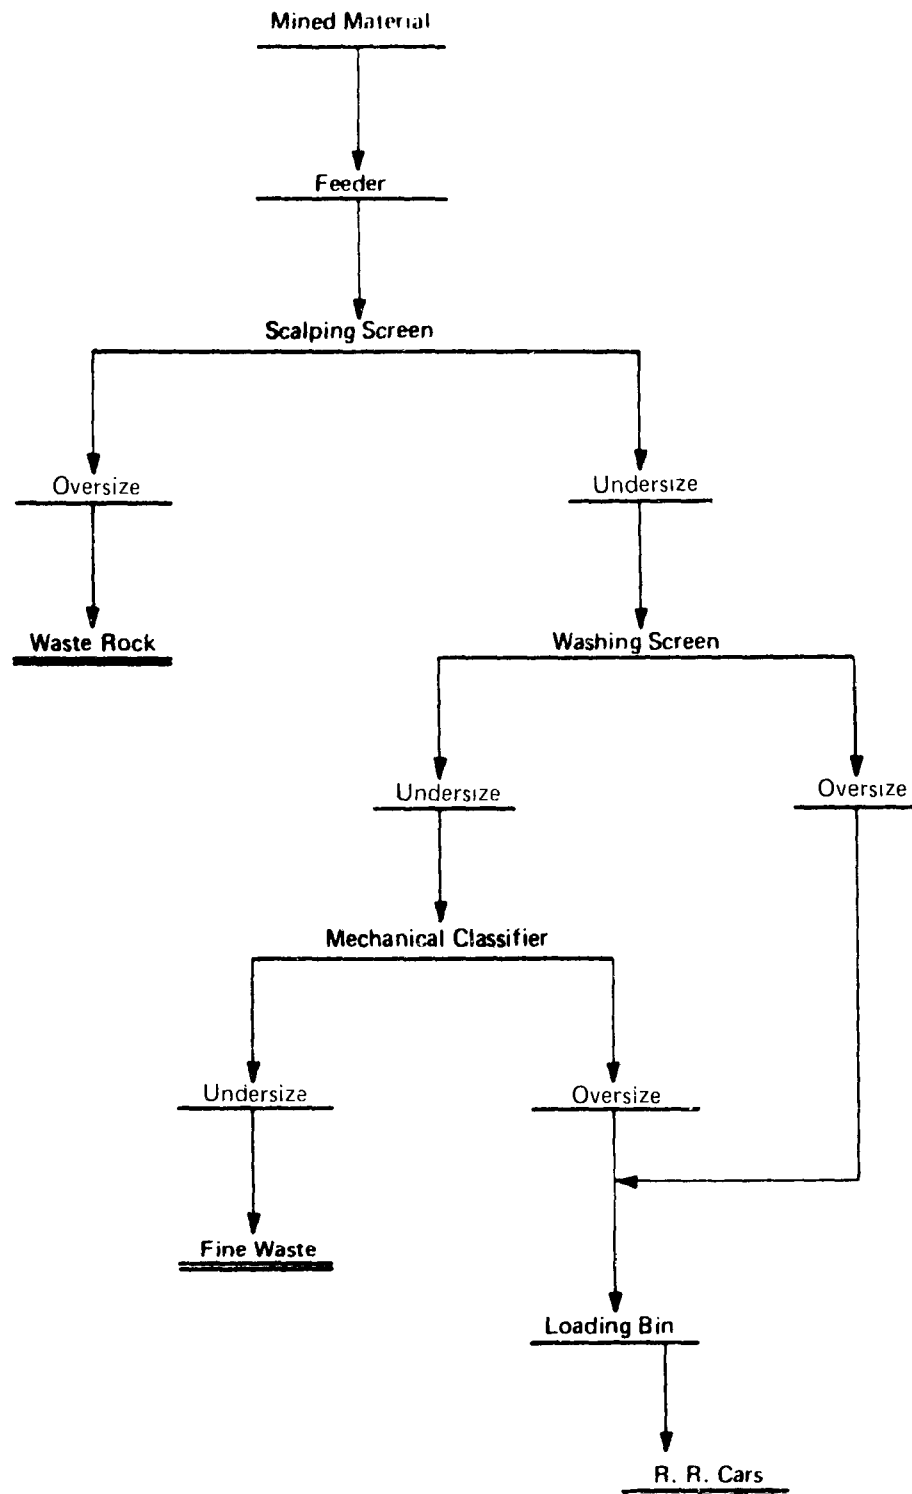 Mined Material
Feeder
Scalping Screen
Oversize
Undersize
Waste Rock
Washing Screen
Undersize
Oversize
Mechanical Classifier
Undersize
Oversize
Fine Waste
Loading Bin
R. R. Cars